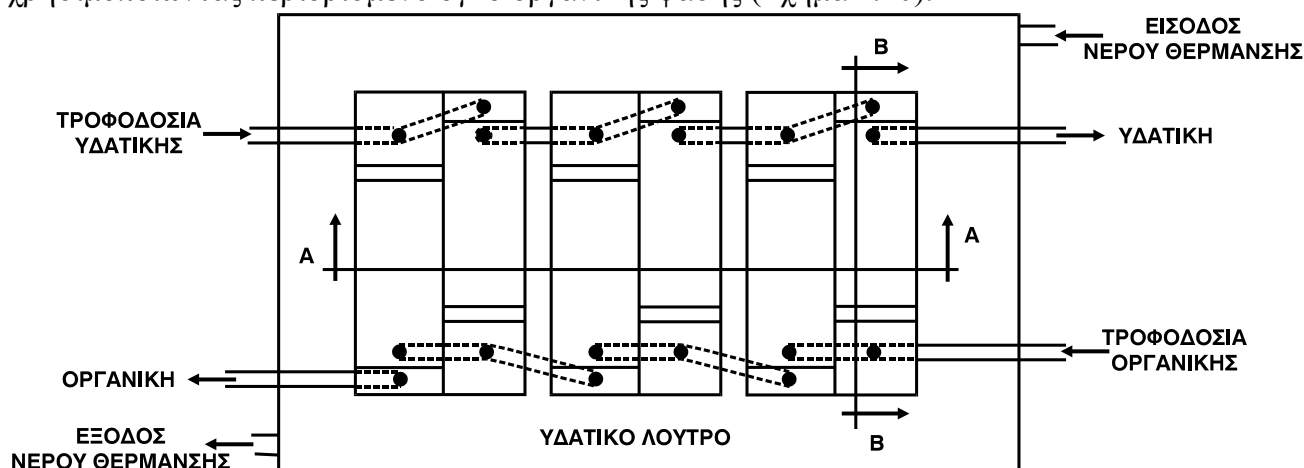 ΕΙΣΟΔΟΣ
ΝΕΡΟΥ ΘΕΡΜΑΝΣΗΣ
Β
ΤΡΟΦΟΔΟΣΙΑ
ΥΔΑΤΙΚΗΣ
ΥΔΑΤΙΚΗ
Α
Α
ΤΡΟΦΟΔΟΣΙΑ
ΟΡΓΑΝΙΚΗΣ
ΟΡΓΑΝΙΚΗ
ΕΞΟΔΟΣ
ΝΕΡΟΥ ΘΕΡΜΑΝΣΗΣ
ΥΔΑΤΙΚΟ ΛΟΥΤΡΟ
Β